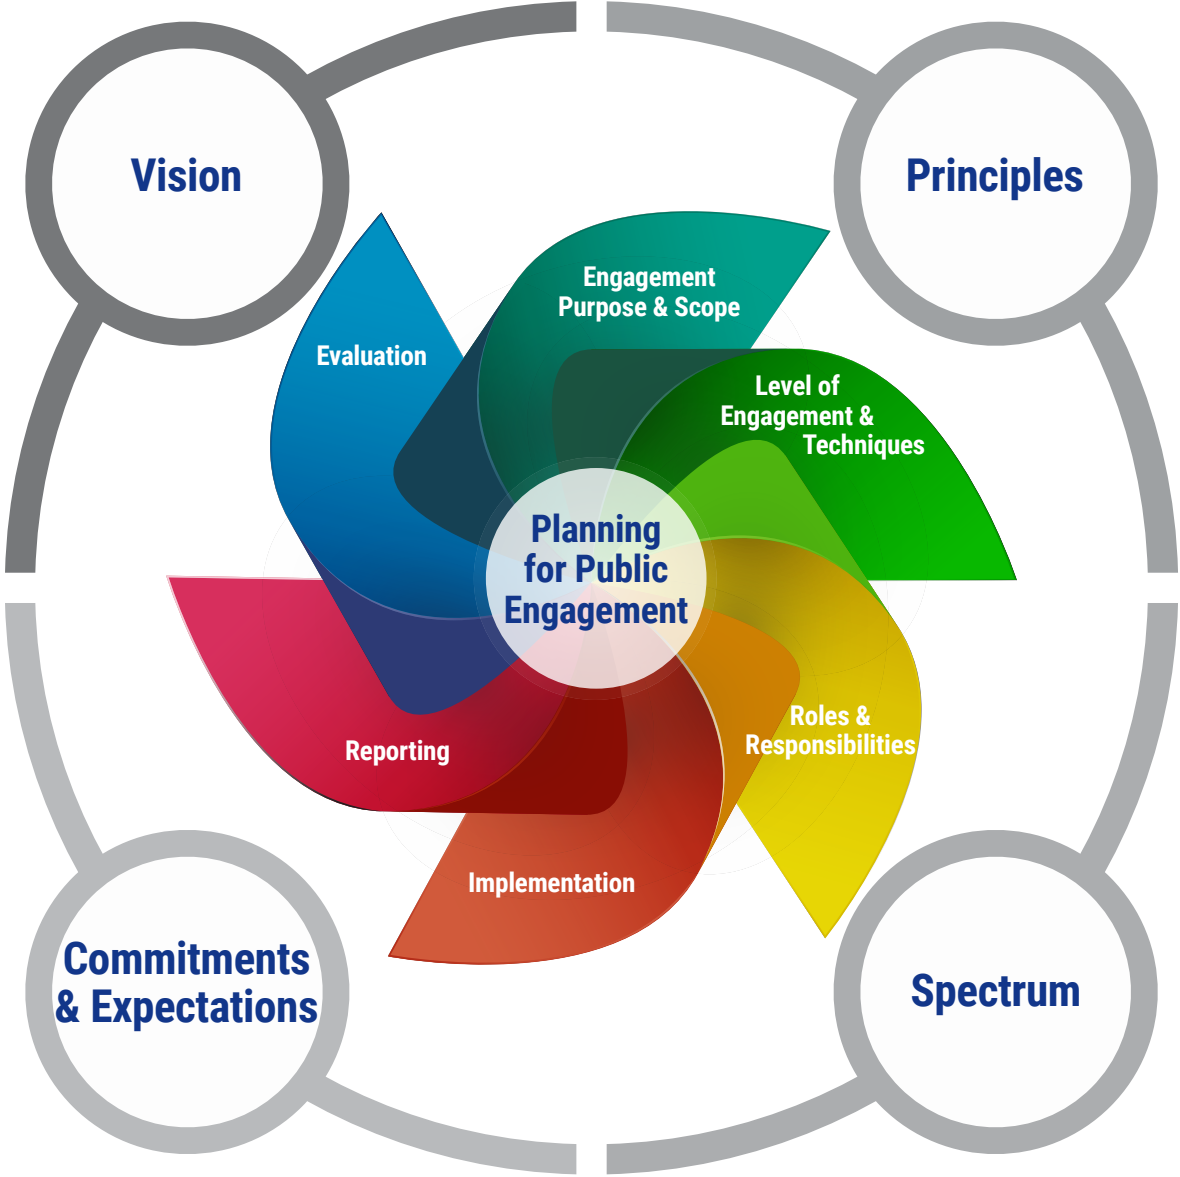 Vision
Principles
Engagement
Purpose & Scope
Evaluation
Level of
Engagement &
Techniques
Planning
for Public
Engagement
Roles &
Responsibilities
Reporting
Implementation
Commitments
& Expectations
Spectrum